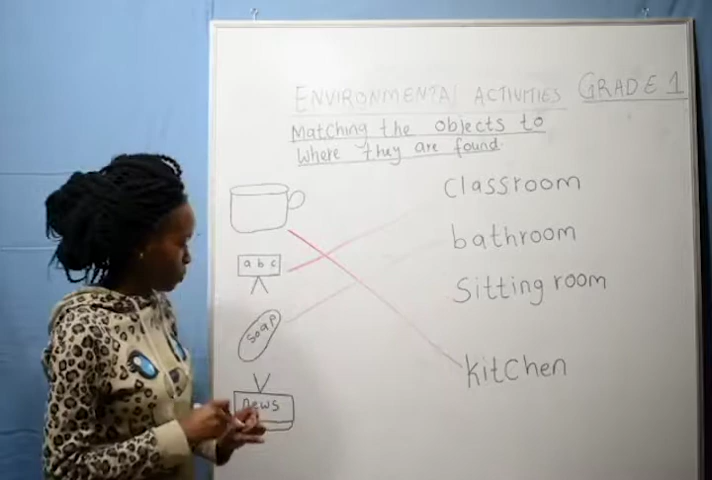 ENVIRONMENTAL ACTIVITIES GRADE 1
Matching the objects to
where they are found.
classroom
a b c
bathroom
Sitting room
soap
kitchen
news